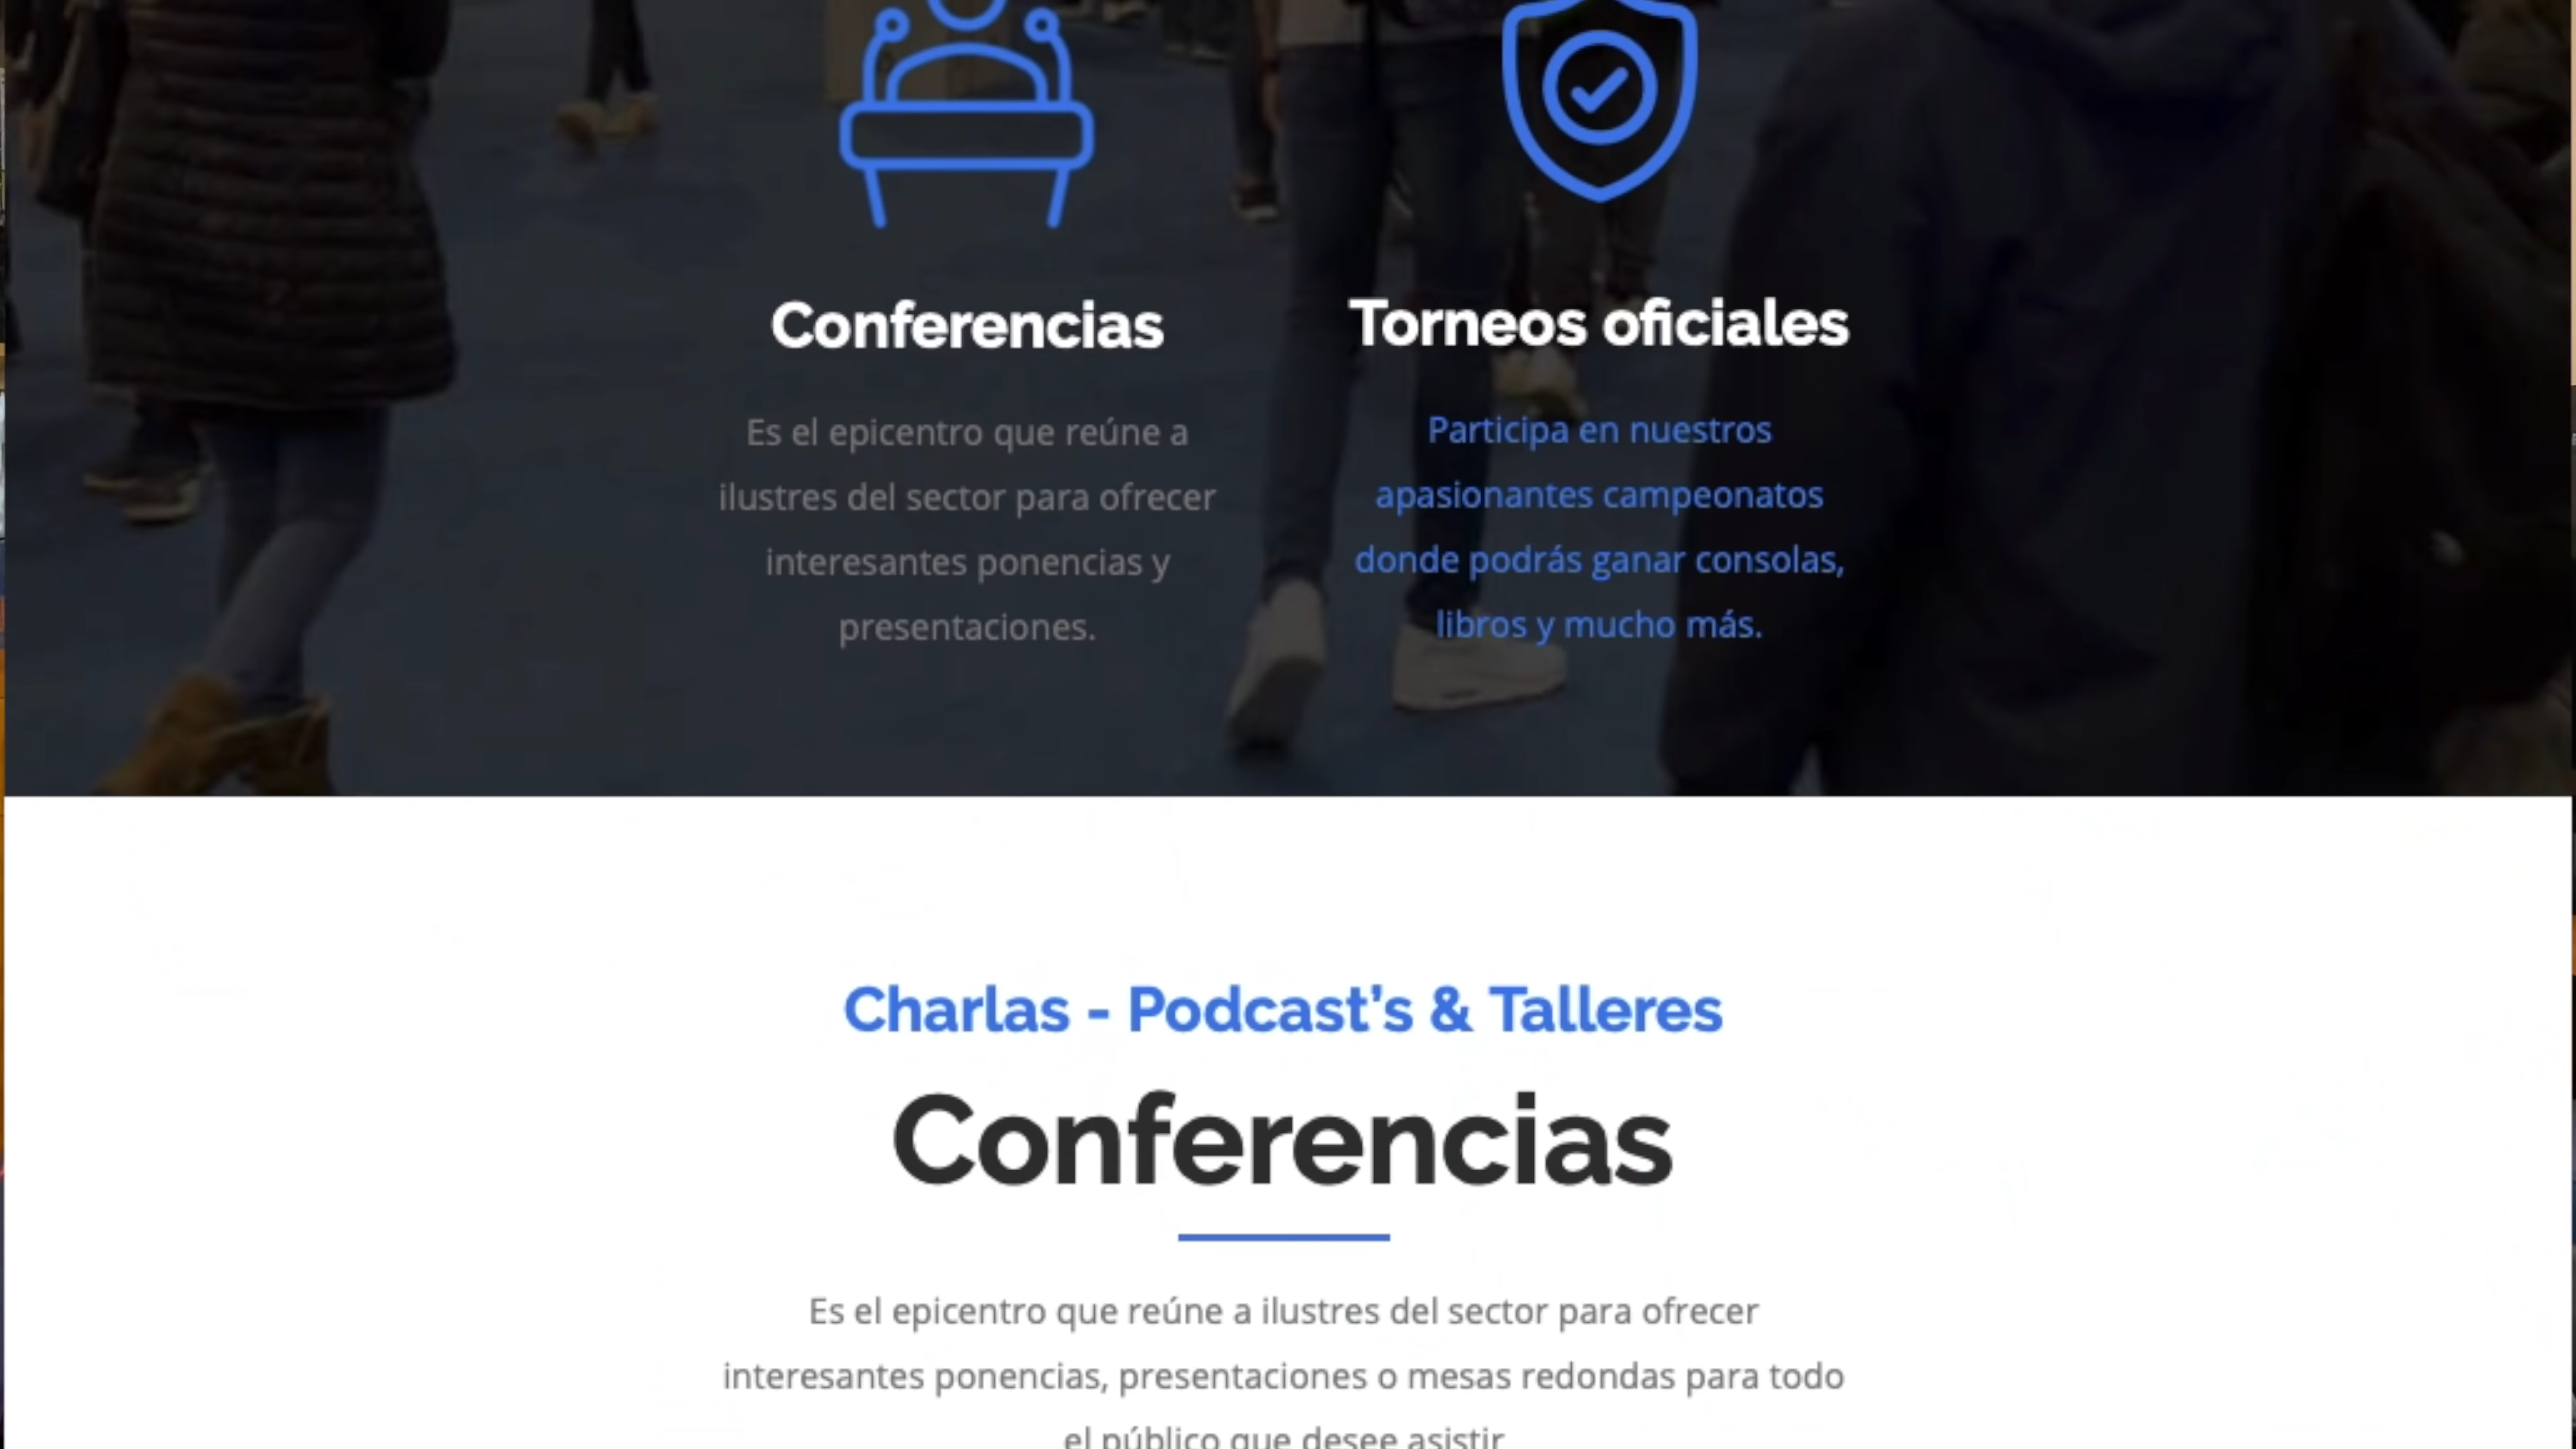 Conferencias
Es el epicentro que reúne a
ilustres del sector para ofrecer
interesantes ponencias y
presentaciones.
Torneos oficiales
Participa en nuestros
apasionantes campeonatos
donde podrás ganar consolas,
libros y mucho más.
Charlas - Podcast’s & Talleres
Conferencias
Es el epicentro que reúne a ilustres del sector para ofrecer
interesantes ponencias, presentaciones o mesas redondas para todo
el público que desee asistir